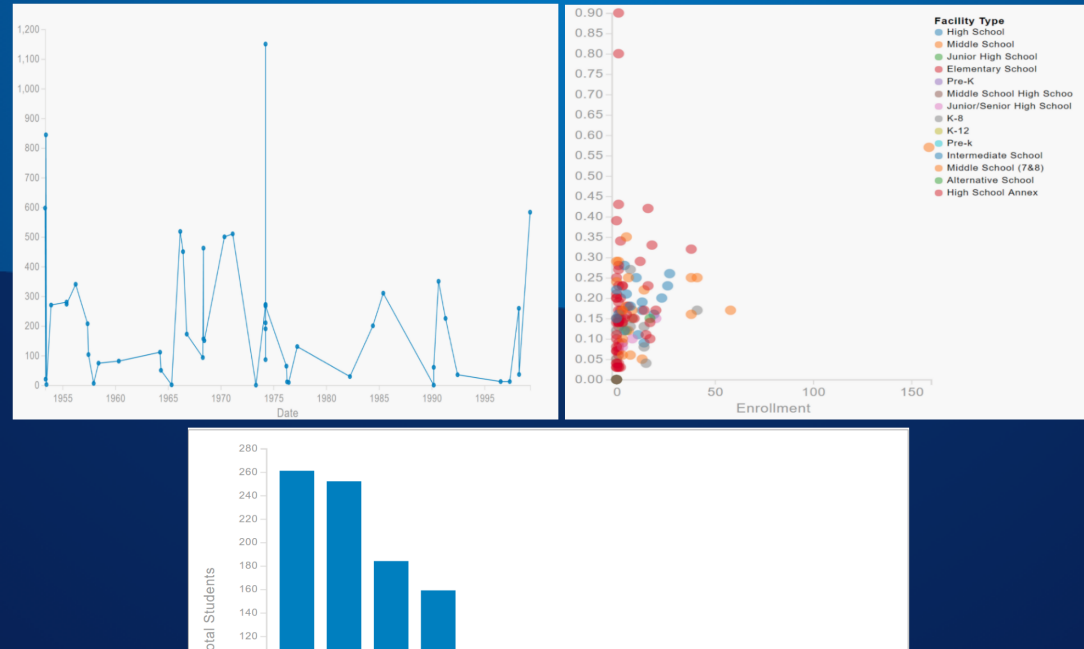 1,200
1,100
1,000
900
800
700
600
500
400
300
200
100
0
1955 1960 1965 1970 1975 1980 1985 1990 1995
Date
0.90
0.85
0.80
0.75
0.70
0.65
0.60
0.55
0.50
0.45
0.40
0.35
0.30
0.25
0.20
0.15
0.10
0.05
0.00
0 50 100 150
Enrollment
Facility Type
High School
Middle School
Junior High School
Elementary School
Pre-K
Middle School High Schoo
Junior/Senior High School
K-8
K-12
Pre-k
Intermediate School
Middle School (7&8)
Alternative School
High School Annex
280
260
240
220
200
180
160
140
120
otal Students